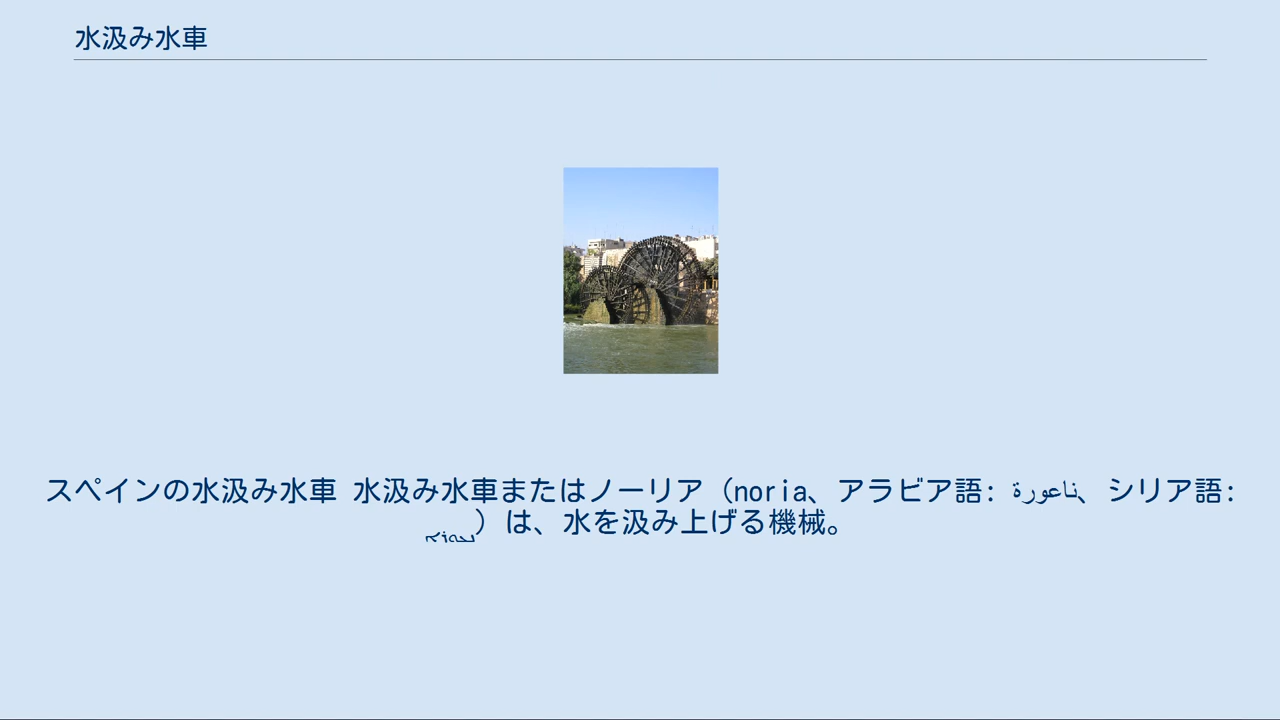 水汲み水車
スペインの水汲み水車 水汲み水車またはノーリア（noria、アラビア語: ناعورة、シリア語:
）は、水を汲み上げる機械。